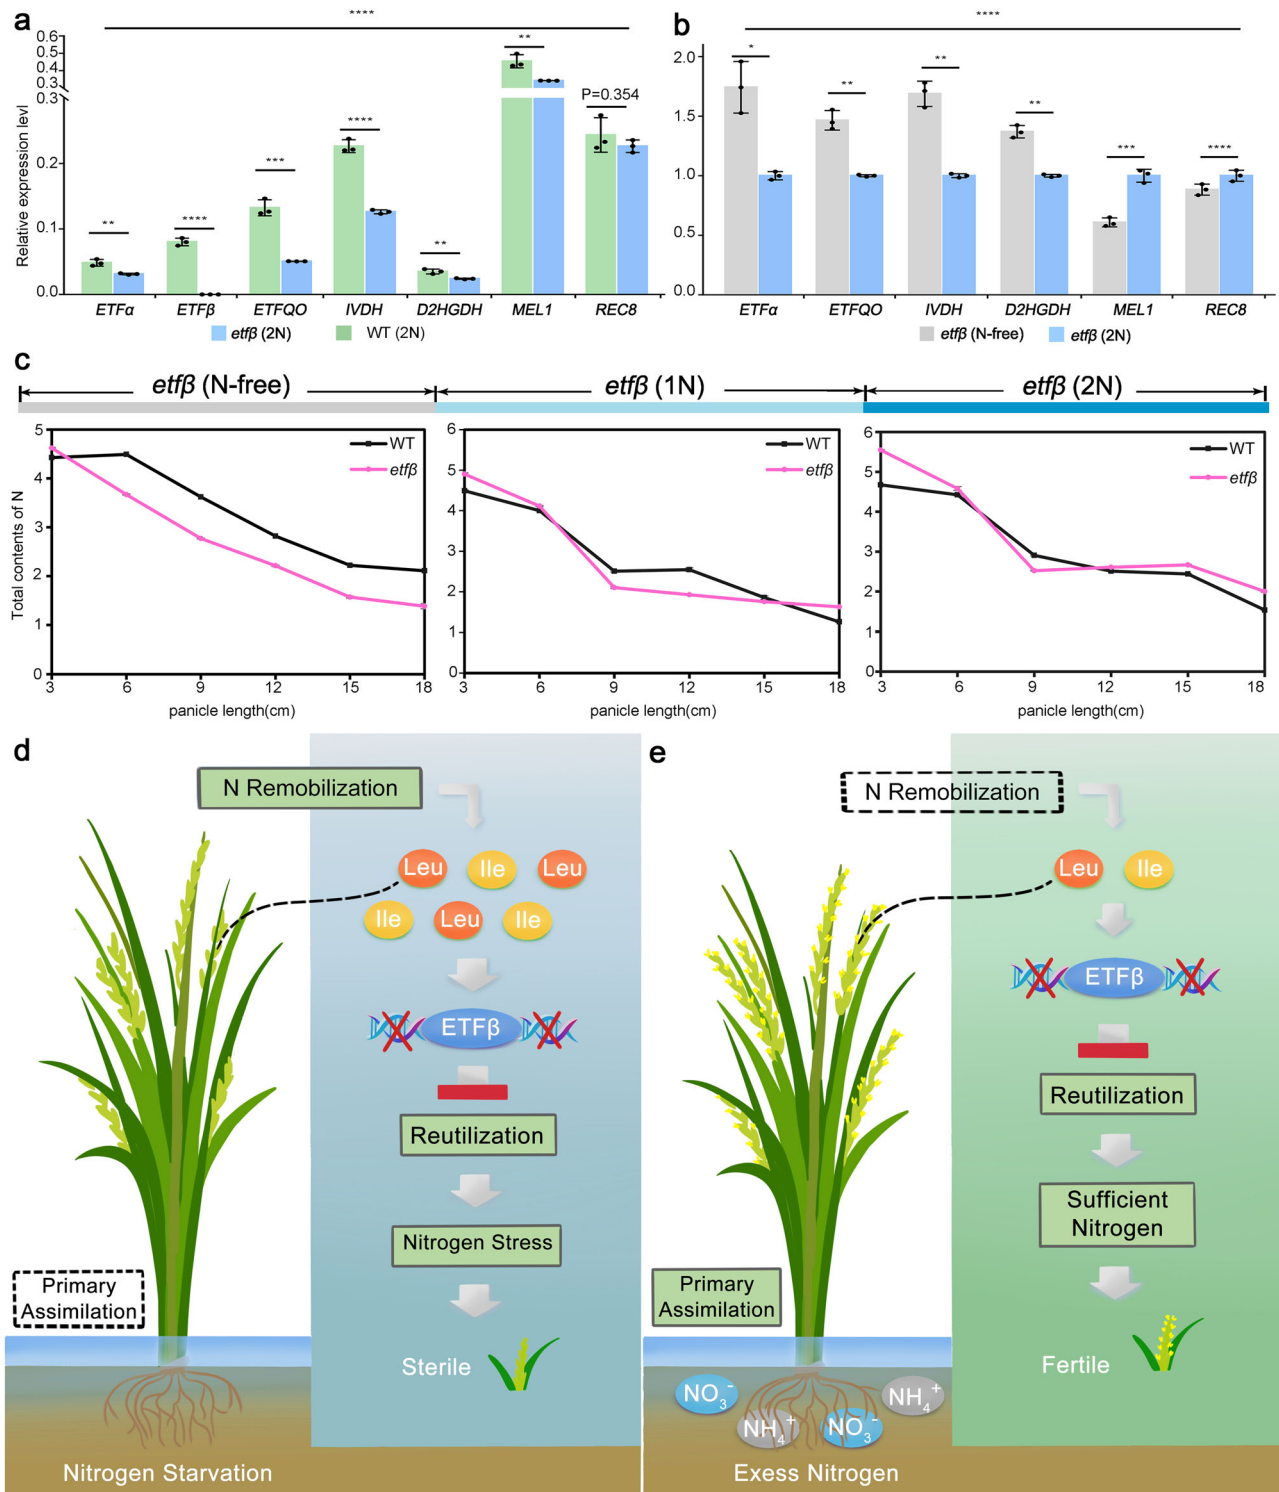 a
****
Relative expression levl
0.6
0.5
0.4
0.3
0.3
0.2
0.1
0.0
**
****
***
****
**
**
P=0.354
ETFα ETFβ ETFQO IVDH D2HGDH MEL1 REC8
etfβ (2N) WT (2N)
b
****
2.0
1.5
1.0
0.5
0.0
*
**
**
**
***
****
ETFα ETFQO IVDH D2HGDH MEL1 REC8
etfβ (N-free) etfβ (2N)
c
etfβ (N-free) etfβ (1N) etfβ (2N)
Total contents of N
5
4
3
2
1
0
WT
etfβ
3 6 9 12 15 18
panicle length(cm)
6
5
4
3
2
1
0
WT
etfβ
3 6 9 12 15 18
panicle length(cm)
6
5
4
3
2
1
0
WT
etfβ
3 6 9 12 15 18
panicle length(cm)
d
N Remobilization
Leu Ile Leu
Ile Leu Ile
ETFβ
Reutilization
Nitrogen Stress
Sterile
Primary
Assimilation
Nitrogen Starvation
e
N Remobilization
Leu Ile
ETFβ
Reutilization
Sufficient
Nitrogen
Fertile
Primary
Assimilation
NO₃⁻ NH₄⁺ NO₃⁻ NH₄⁺
Exess Nitrogen